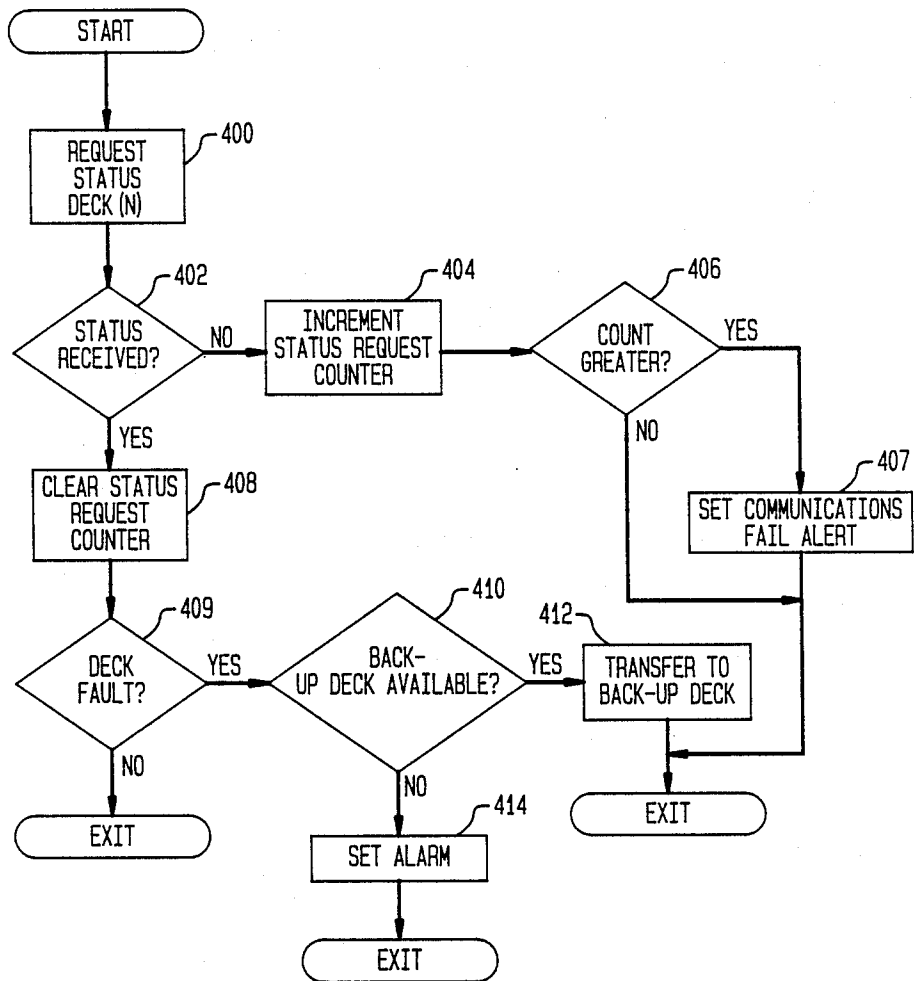 START
400
REQUEST
STATUS
DECK (N)
402
STATUS
RECEIVED?
NO
YES
404
INCREMENT
STATUS REQUEST
COUNTER
406
COUNT
GREATER?
YES
NO
407
SET COMMUNICATIONS
FAIL ALERT
408
CLEAR STATUS
REQUEST
COUNTER
409
DECK
FAULT?
YES
NO
EXIT
410
BACK-
UP DECK AVAILABLE?
YES
NO
412
TRANSFER TO
BACK-UP DECK
EXIT
414
SET ALARM
EXIT